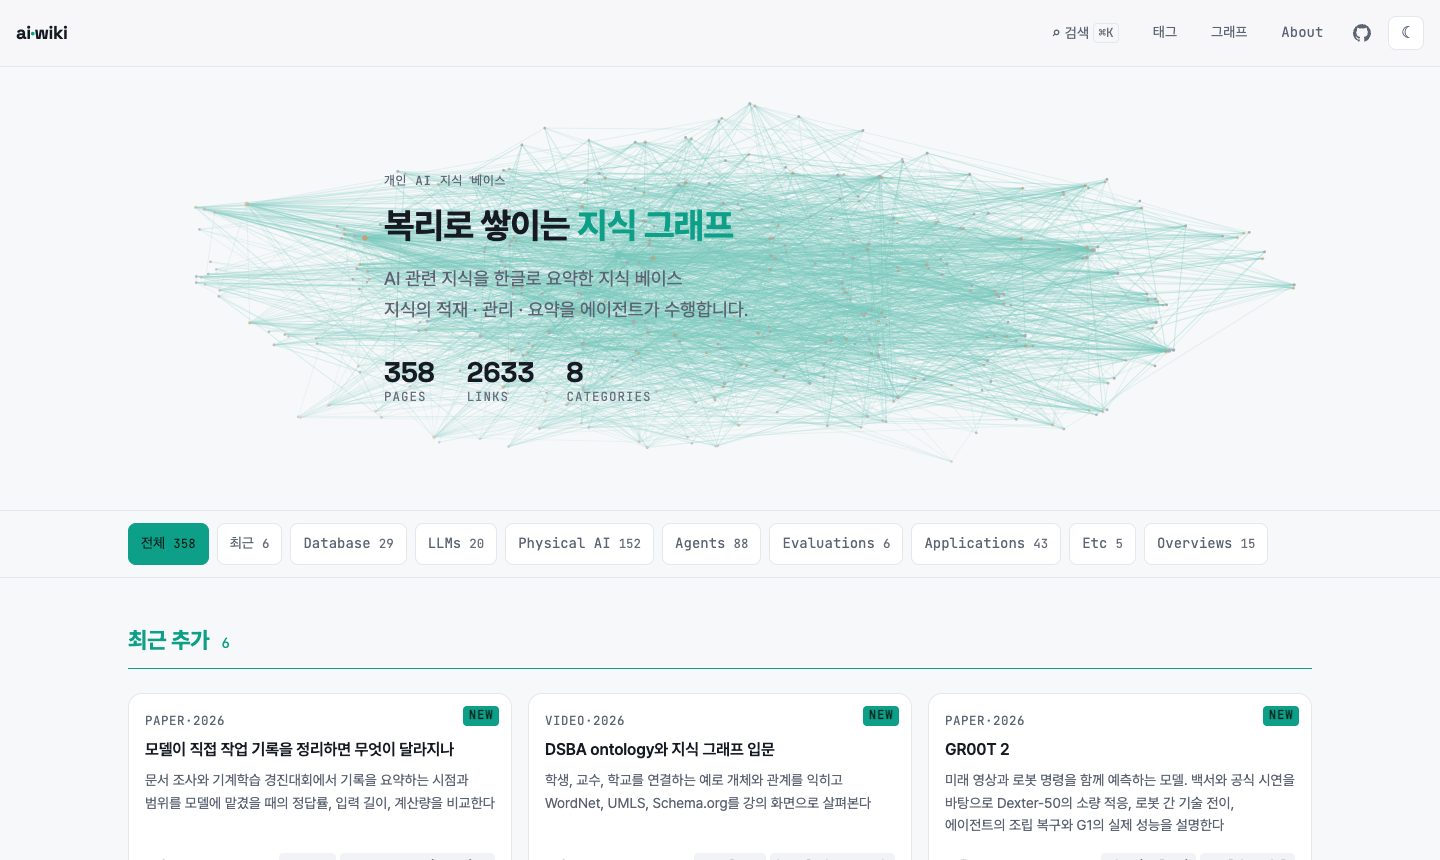 ai·wiki
검색 ⌘K 태그 그래프 About
개인 AI 지식 베이스
복리로 쌓이는 지식 그래프
AI 관련 지식을 한글로 요약한 지식 베이스
지식의 적재 · 관리 · 요약을 에이전트가 수행합니다.
358 2633 8
PAGES LINKS CATEGORIES
전체 358 최근 6 Database 29 LLMs 20 Physical AI 152 Agents 88 Evaluations 6 Applications 43 Etc 5 Overviews 15
최근 추가 6
PAPER·2026 NEW
모델이 직접 작업 기록을 정리하면 무엇이 달라지나
문서 조사와 기계학습 경진대회에서 기록을 요약하는 시점과
범위를 모델에 맡겼을 때의 정답률, 입력 길이, 계산량을 비교한다
VIDEO·2026 NEW
DSBA ontology와 지식 그래프 입문
학생, 교수, 학교를 연결하는 예로 개체와 관계를 익히고
WordNet, UMLS, Schema.org를 강의 화면으로 살펴본다
PAPER·2026 NEW
GR00T 2
미래 영상과 로봇 명령을 함께 예측하는 모델. 백서와 공식 시연을
바탕으로 Dexter-50의 소량 적응, 로봇 간 기술 전이,
에이전트의 조립 복구와 G1의 실제 성능을 설명한다